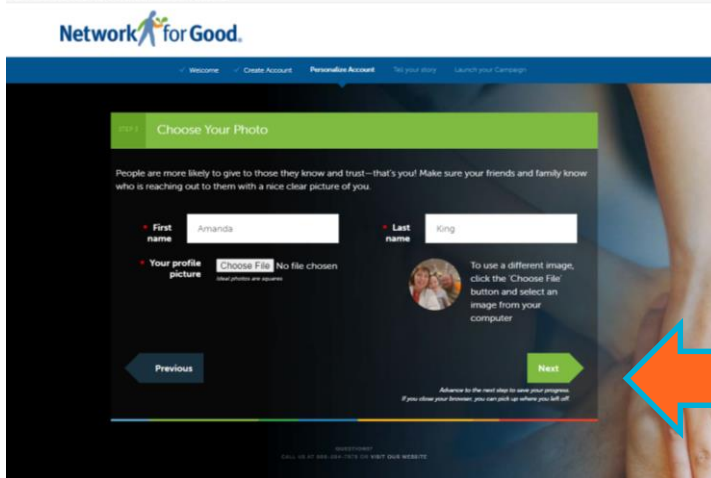 Network for Good.
✓ Welcome ✓ Create Account Personalize Account Tell your story Launch your Campaign
Choose Your Photo
People are more likely to give to those they know and trust—that's you! Make sure your friends and family know
who is reaching out to them with a nice clear picture of you.
* First name Amanda
* Last name King
* Your profile picture Choose File No file chosen
Ideal photos are squares
To use a different image,
click the 'Choose File'
button and select an
image from your
computer
Previous
Next
Advance to the next step to save your progress.
If you close your browser, you can pick up where you left off.
QUESTIONS?
OR VISIT OUR WEBSITE